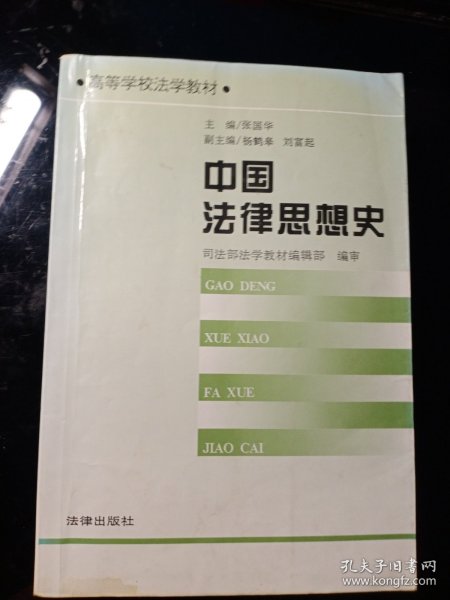 • 高等学校法学教材 •
主 编/张国华
副主编/杨鹤皋 刘富起
中国
法律思想史
司法部法学教材编辑部 编审
GAO DENG
XUE XIAO
FA XUE
JIAO CAI
法律出版社
孔夫子旧书网
www.kongfz.com